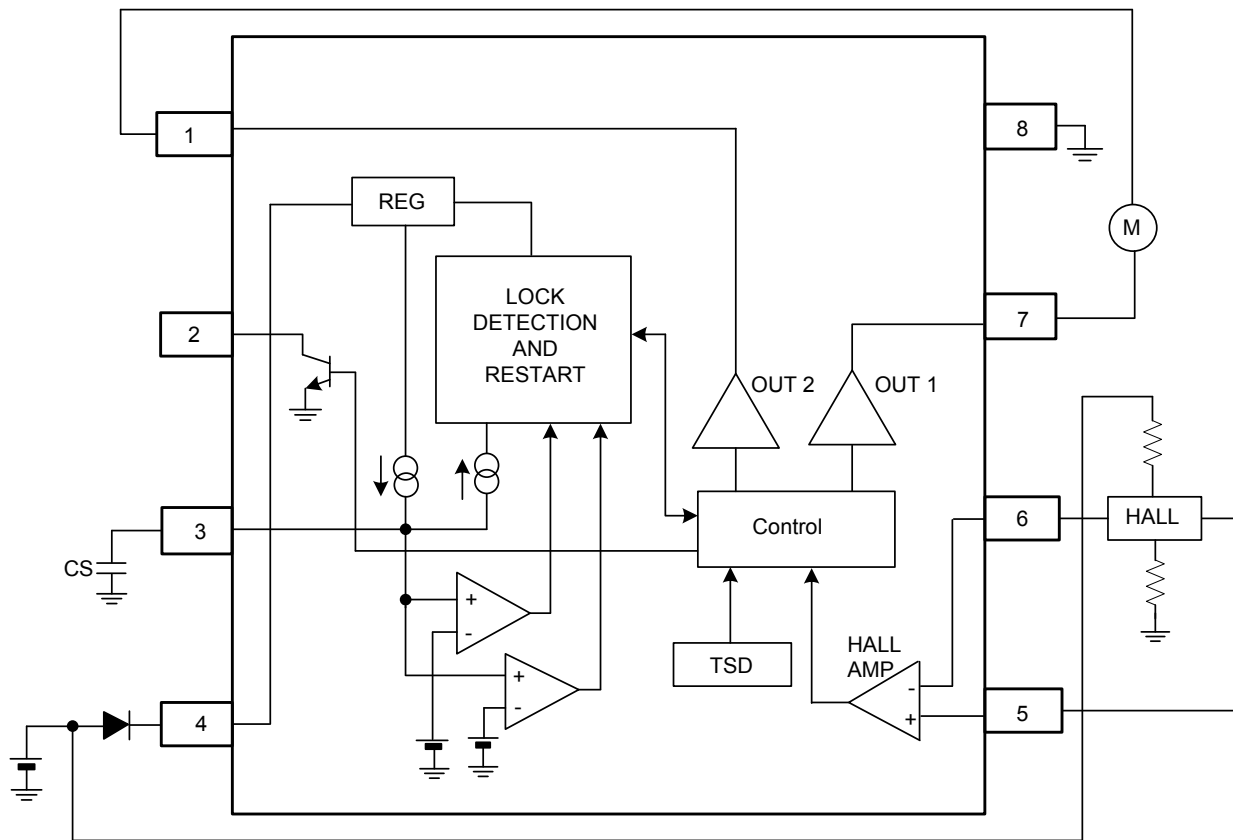 1
8
REG
M
LOCK
DETECTION
AND
RESTART
2
7
OUT 2
OUT 1
3
Control
6
HALL
CS
+
-
TSD
HALL
AMP
+
-
-
+
4
5